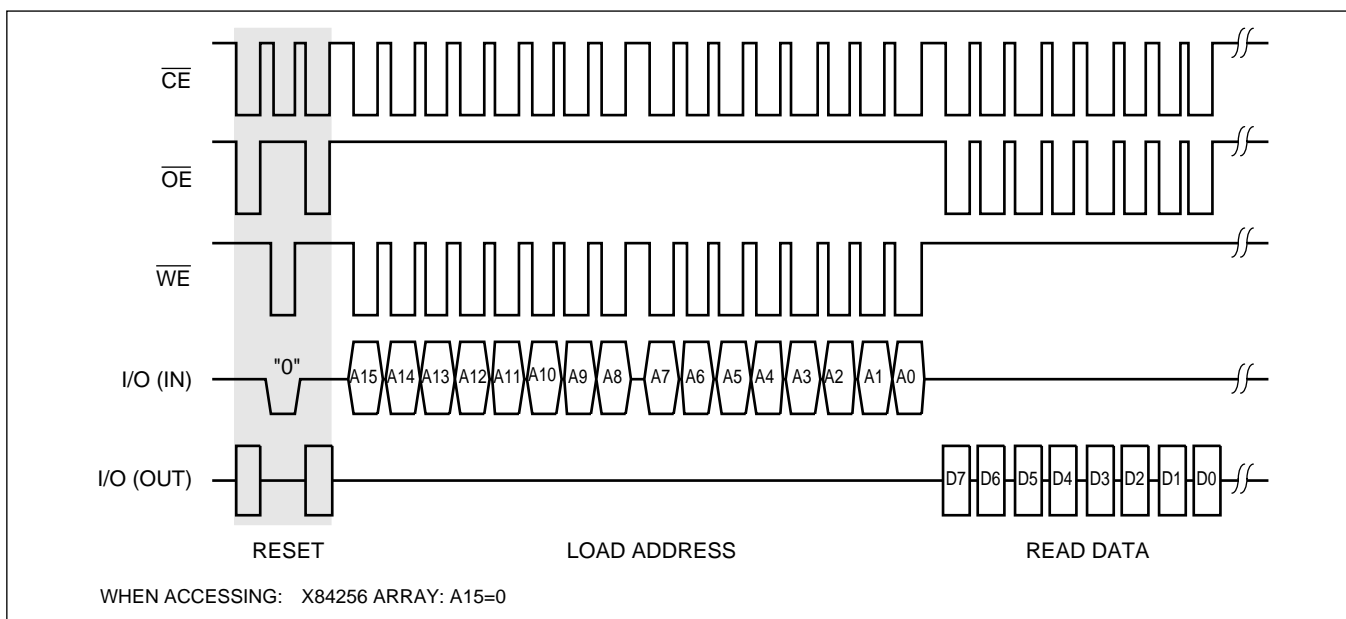 CE
OE
WE
I/O (IN) "0" A15 A14 A13 A12 A11 A10 A9 A8 A7 A6 A5 A4 A3 A2 A1 A0
I/O (OUT) D7 D6 D5 D4 D3 D2 D1 D0
RESET LOAD ADDRESS READ DATA
WHEN ACCESSING: X84256 ARRAY: A15=0